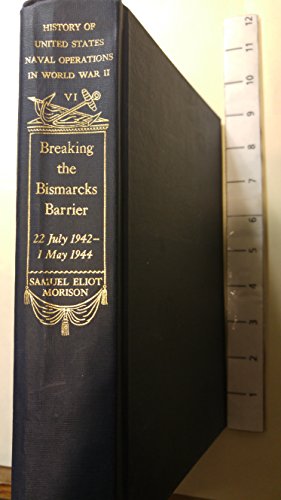 HISTORY OF
UNITED STATES
NAVAL OPERATIONS
IN WORLD WAR II
VI
Breaking
the
Bismarcks
Barrier
22 July 1942–
1 May 1944
SAMUEL ELIOT
MORISON
12
11
10
9
8
7
6
5
4
3
2
1